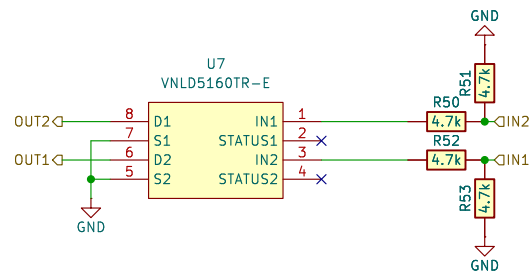 GND
U7
VNLD5160TR-E
R51
4.7k
OUT2 8 D1 IN1 1 R50 4.7k IN2
7 S1 STATUS1 2
OUT1 6 D2 IN2 3 R52 4.7k IN1
5 S2 STATUS2 4
R53
4.7k
GND
GND